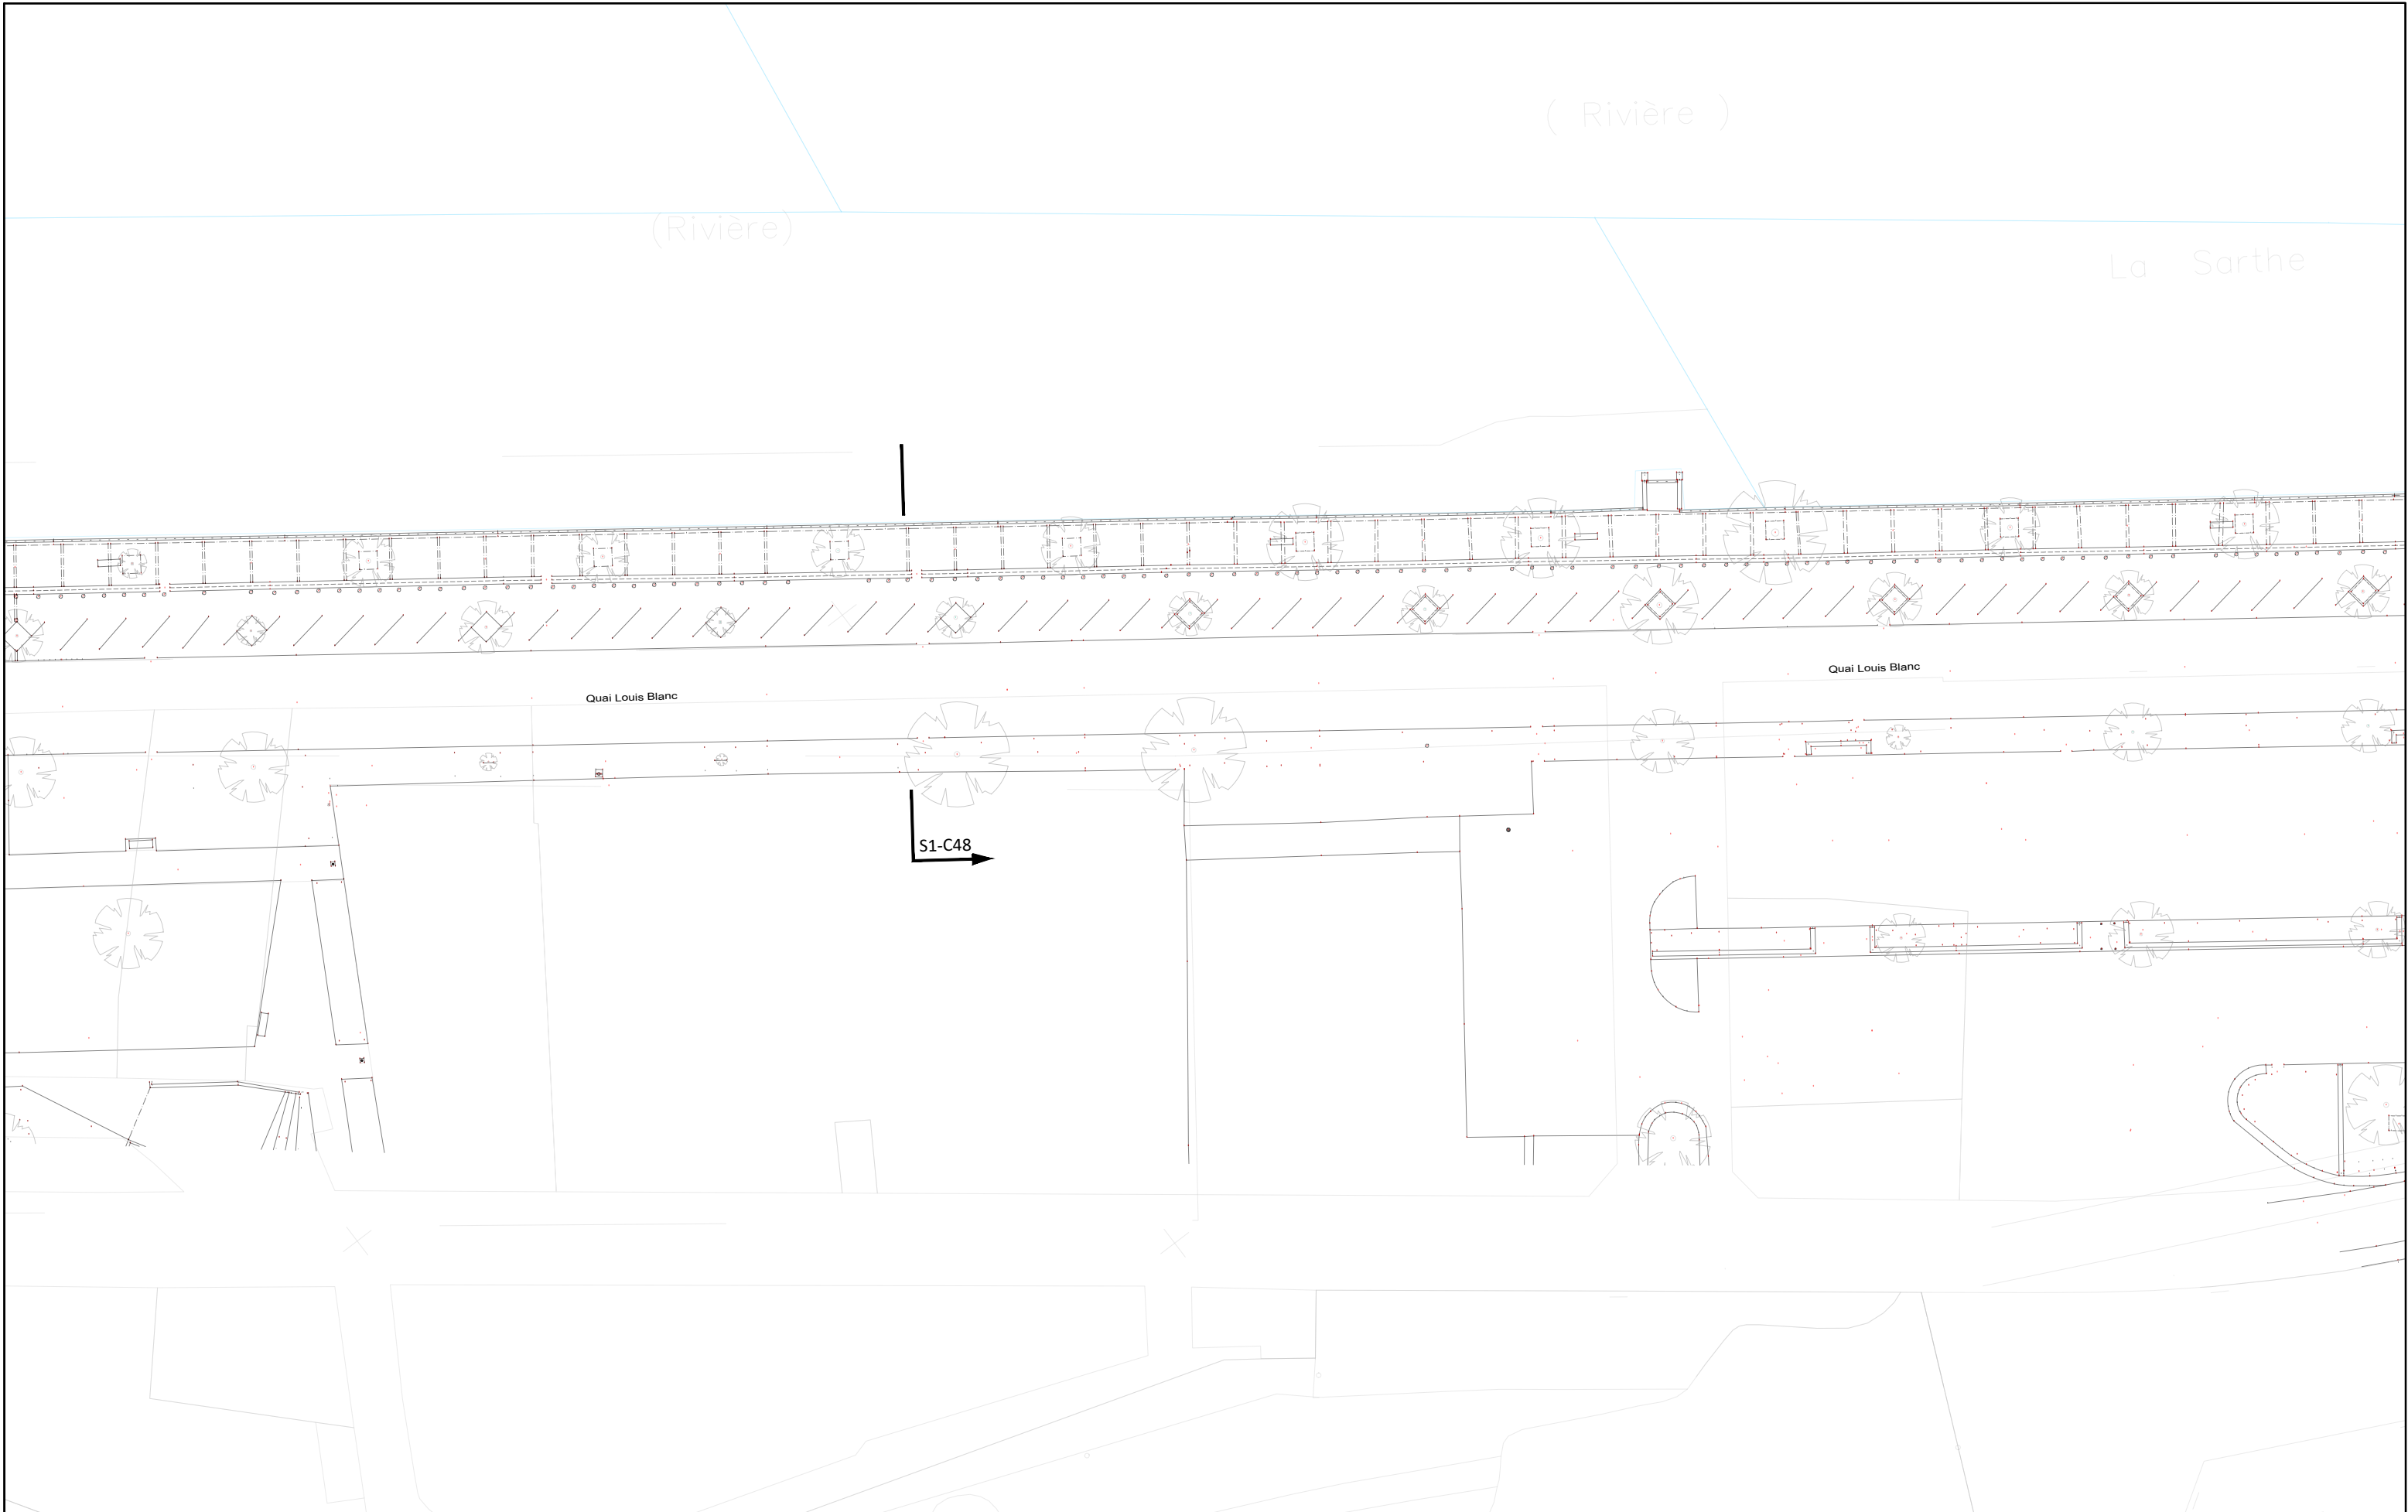 ( Rivière )
(Rivière)
La Sarthe
Quai Louis Blanc
Quai Louis Blanc
S1-C48